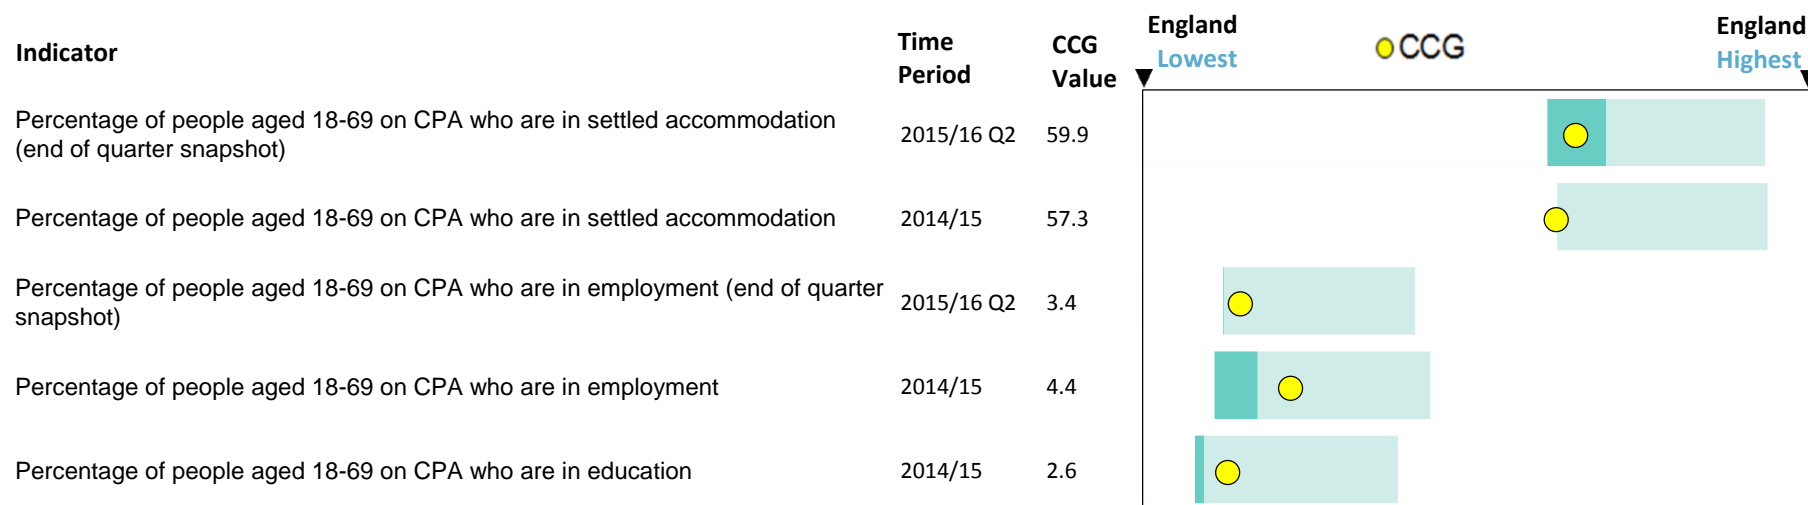 Indicator
Time Period
CCG Value
England Lowest
CCG
England Highest
Percentage of people aged 18-69 on CPA who are in settled accommodation
(end of quarter snapshot)
2015/16 Q2
59.9
Percentage of people aged 18-69 on CPA who are in settled accommodation
2014/15
57.3
Percentage of people aged 18-69 on CPA who are in employment (end of quarter
snapshot)
2015/16 Q2
3.4
Percentage of people aged 18-69 on CPA who are in employment
2014/15
4.4
Percentage of people aged 18-69 on CPA who are in education
2014/15
2.6